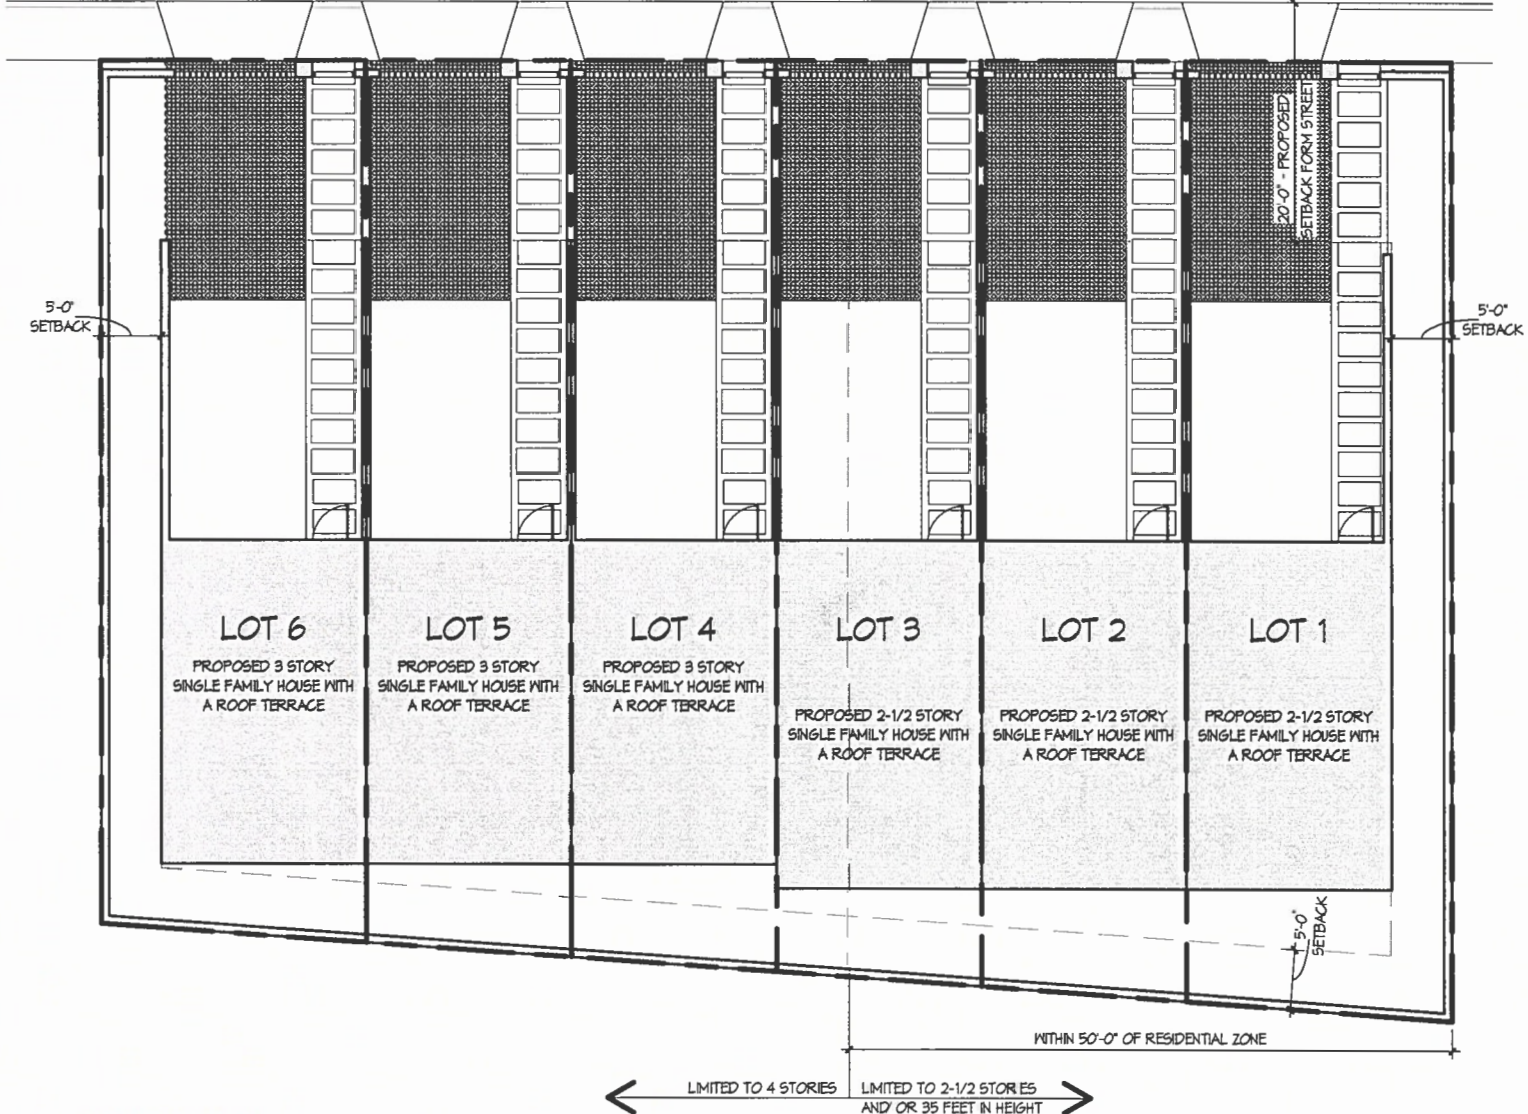 20'-0" - PROPOSED
SETBACK FORM STREET
5'-0"
SETBACK
5'-0"
SETBACK
LOT 6
PROPOSED 3 STORY
SINGLE FAMILY HOUSE WITH
A ROOF TERRACE
LOT 5
PROPOSED 3 STORY
SINGLE FAMILY HOUSE WITH
A ROOF TERRACE
LOT 4
PROPOSED 3 STORY
SINGLE FAMILY HOUSE WITH
A ROOF TERRACE
LOT 3
PROPOSED 2-1/2 STORY
SINGLE FAMILY HOUSE WITH
A ROOF TERRACE
LOT 2
PROPOSED 2-1/2 STORY
SINGLE FAMILY HOUSE WITH
A ROOF TERRACE
LOT 1
PROPOSED 2-1/2 STORY
SINGLE FAMILY HOUSE WITH
A ROOF TERRACE
5'-0"
SETBACK
WITHIN 50'-0" OF RESIDENTIAL ZONE
LIMITED TO 4 STORIES
LIMITED TO 2-1/2 STORIES
AND/ OR 35 FEET IN HEIGHT